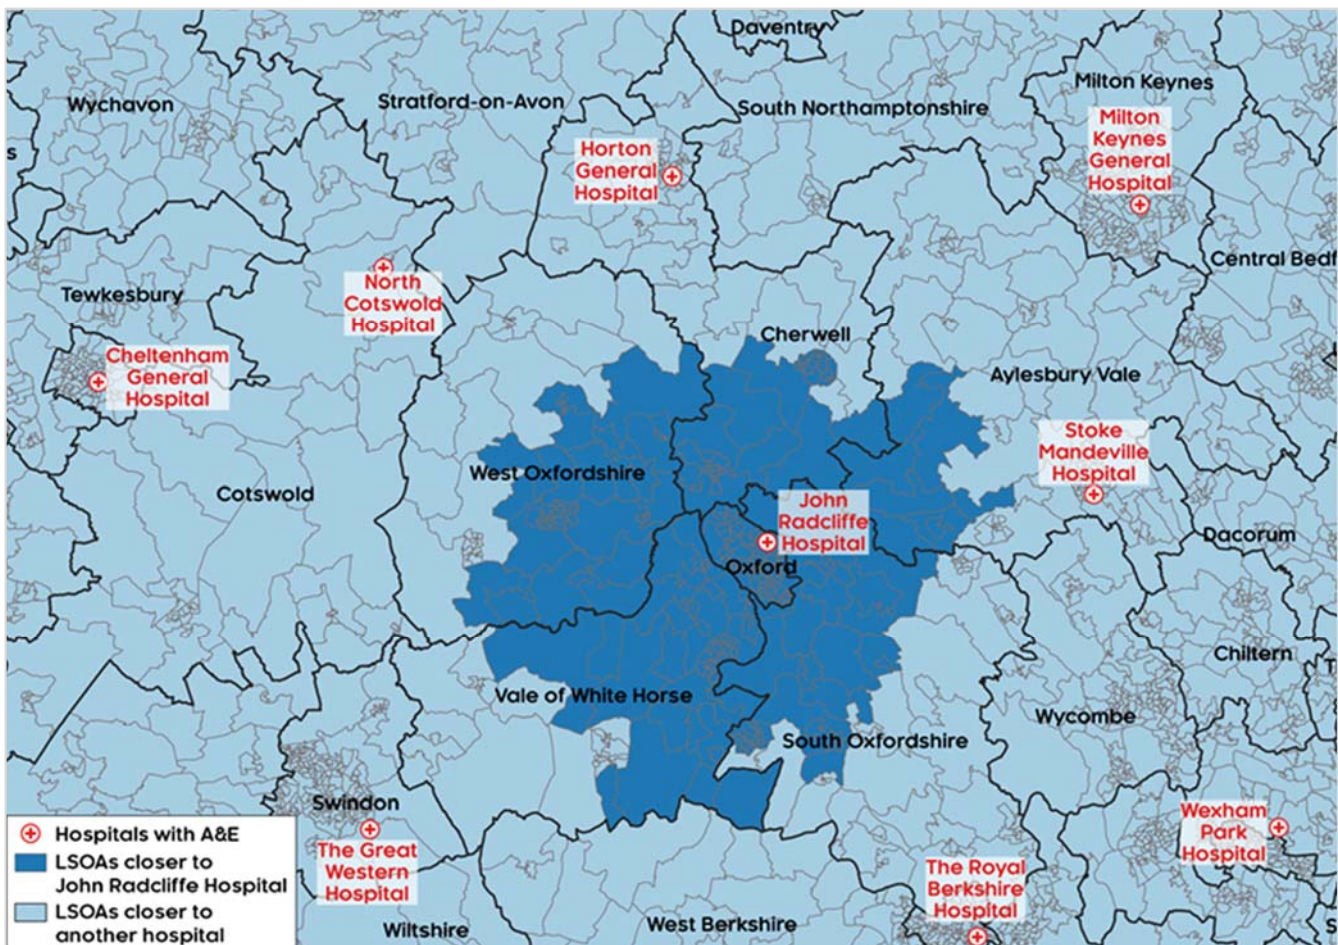 Daventry
Wychavon
Stratford-on-Avon
South Northamptonshire
Milton Keynes
Milton
Keynes
General
Hospital
s
Horton
General
Hospital
Central Bedf
North
Cotswold
Hospital
Tewkesbury
Cherwell
Cheltenham
General
Hospital
Aylesbury Vale
Stoke
Mandeville
Hospital
West Oxfordshire
Cotswold
John
Radcliffe
Hospital
Dacorum
Oxford
Chiltern
T
Vale of White Horse
Wycombe
South Oxfordshire
Swindon
The Great
Western
Hospital
Wexham
Park
Hospital
The Royal
Berkshire
Hospital
Wiltshire
West Berkshire
S
Hospitals with A&E
LSOAs closer to
John Radcliffe Hospital
LSOAs closer to
another hospital